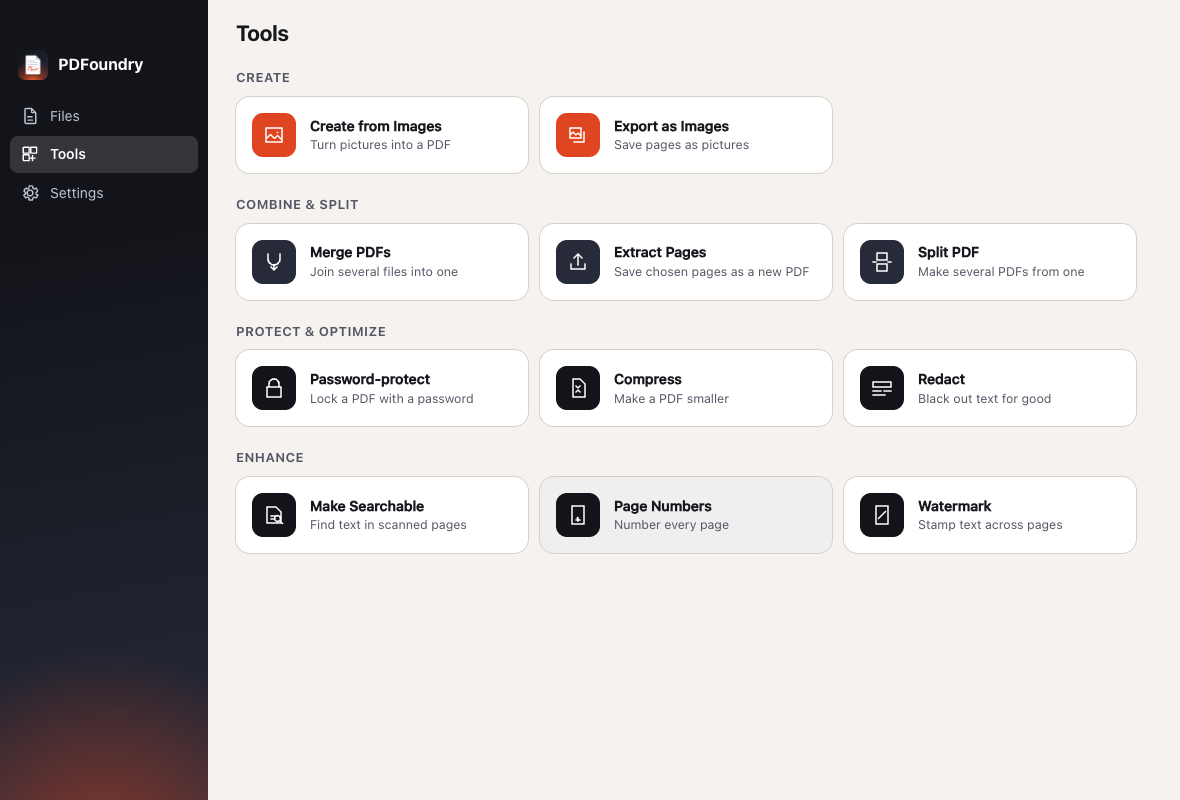 PDFoundry
Files
Tools
Settings
Tools
CREATE
Create from Images
Turn pictures into a PDF
Export as Images
Save pages as pictures
COMBINE & SPLIT
Merge PDFs
Join several files into one
Extract Pages
Save chosen pages as a new PDF
Split PDF
Make several PDFs from one
PROTECT & OPTIMIZE
Password-protect
Lock a PDF with a password
Compress
Make a PDF smaller
Redact
Black out text for good
ENHANCE
Make Searchable
Find text in scanned pages
Page Numbers
Number every page
Watermark
Stamp text across pages